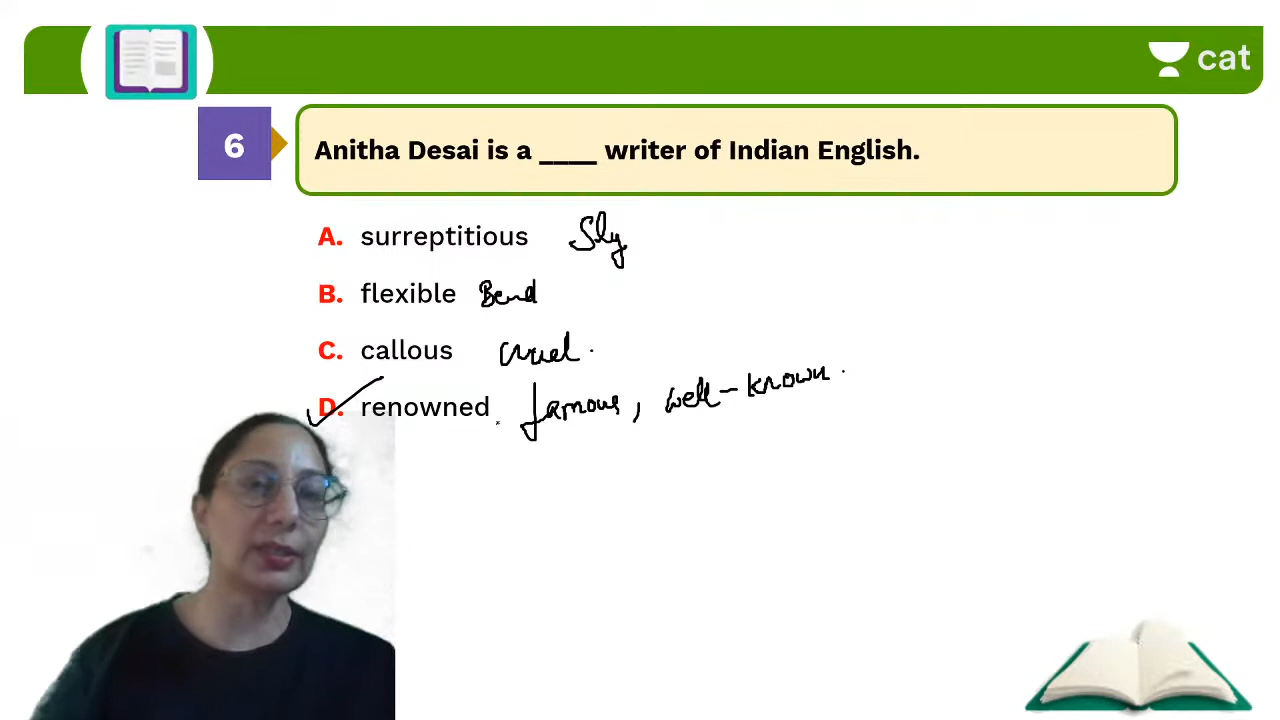 cat
6
Anitha Desai is a ____ writer of Indian English.
A. surreptitious Sly
B. flexible Bend
C. callous cruel.
D. renowned. famous, well-known.